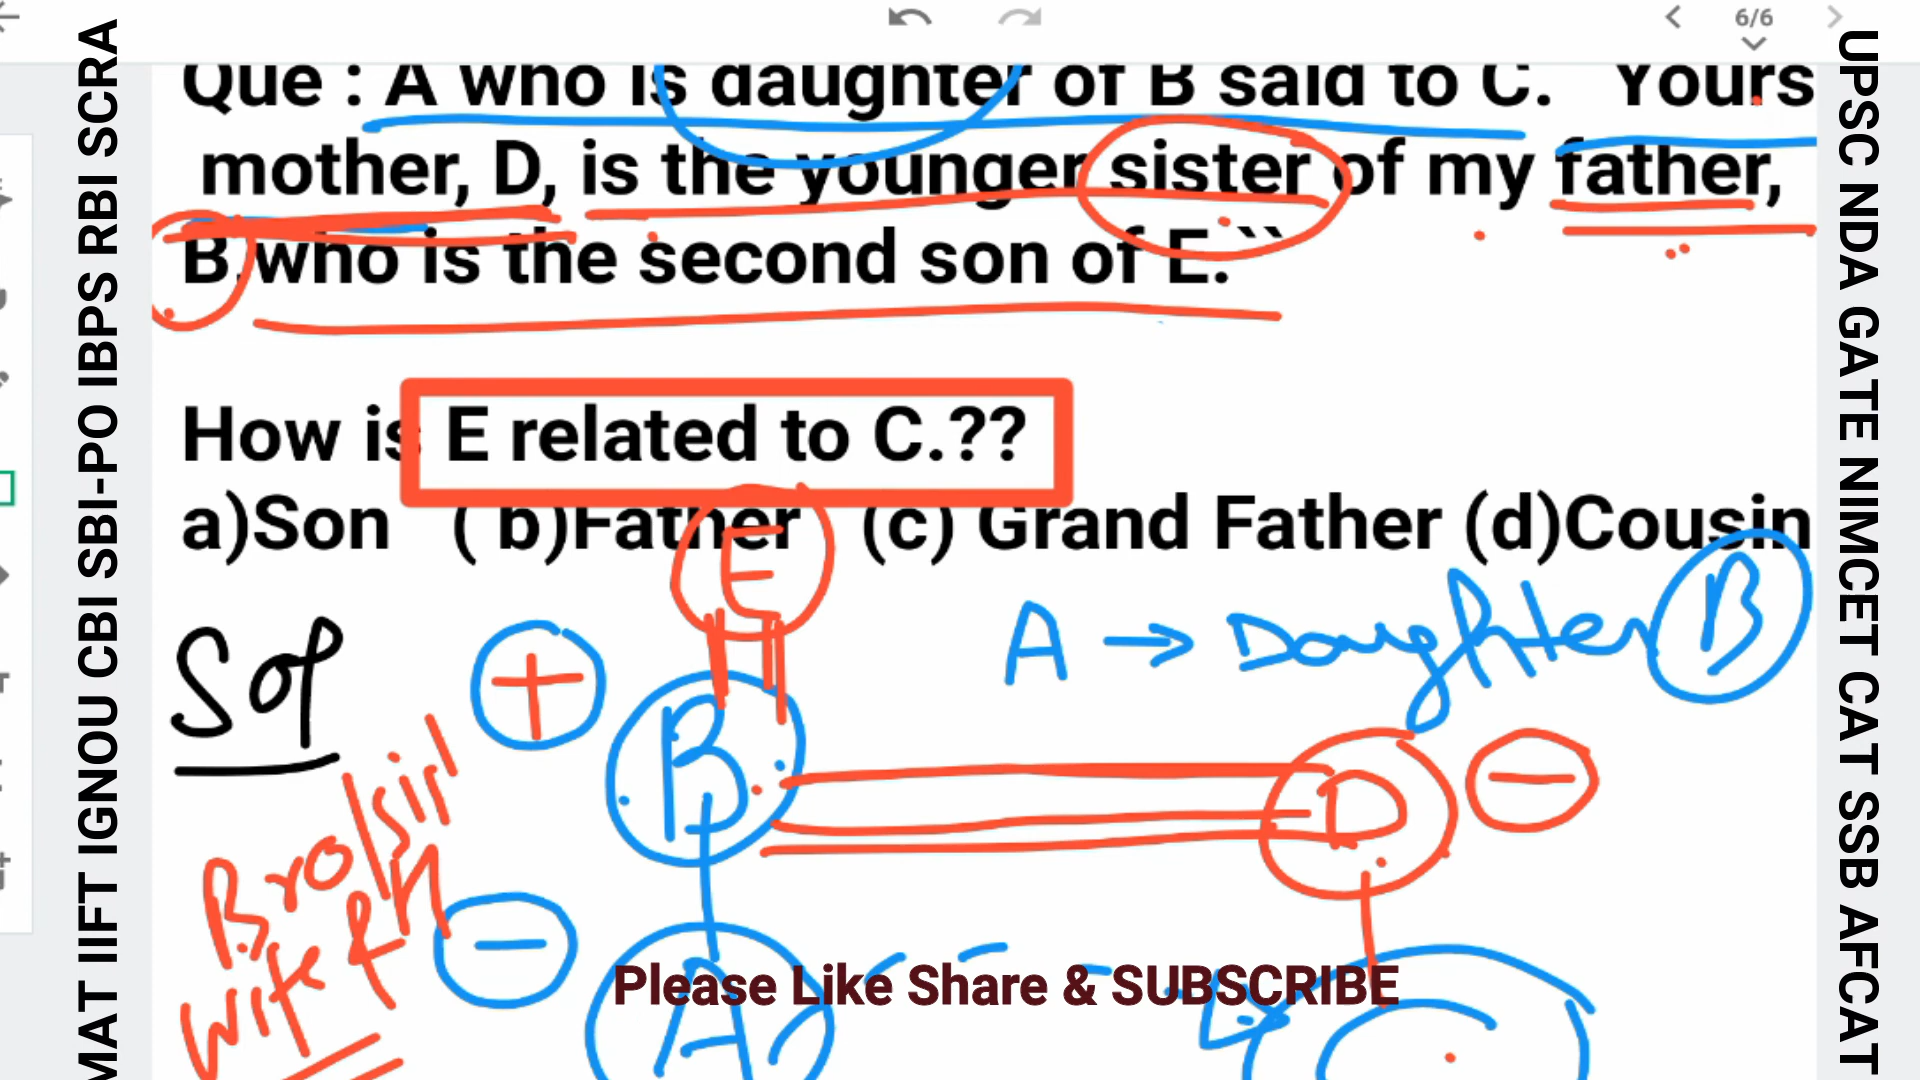 6/6
MAT IIFT IGNOU CBI SBI-PO IBPS RBI SCRA
UPSC NDA GATE NIMCET CAT SSB AFCAT
Que : A who is daughter of B said to C. Yours
mother, D, is the younger sister of my father,
B, who is the second son of E.``
How is E related to C.??
a)Son ( b)Father (c) Grand Father (d)Cousin
E
Sol
+
B
A → Daughter B
D
−
Bro/sis
Wife &
−
A
Please Like Share & SUBSCRIBE